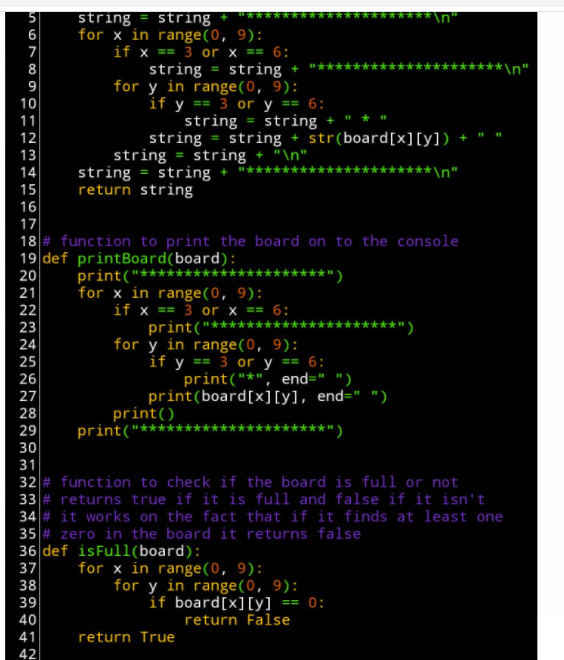 5     string = string + "*********************\n"
6     for x in range(0, 9):
7         if x == 3 or x == 6:
8             string = string + "*********************\n"
9         for y in range(0, 9):
10             if y == 3 or y == 6:
11                 string = string + " * "
12             string = string + str(board[x][y]) + " "
13         string = string + "\n"
14     string = string + "*********************\n"
15     return string
16
17
18 # function to print the board on to the console
19 def printBoard(board):
20     print("*********************")
21     for x in range(0, 9):
22         if x == 3 or x == 6:
23             print("*********************")
24         for y in range(0, 9):
25             if y == 3 or y == 6:
26                 print("*", end=" ")
27             print(board[x][y], end=" ")
28         print()
29     print("*********************")
30
31
32 # function to check if the board is full or not
33 # returns true if it is full and false if it isn't
34 # it works on the fact that if it finds at least one
35 # zero in the board it returns false
36 def isFull(board):
37     for x in range(0, 9):
38         for y in range(0, 9):
39             if board[x][y] == 0:
40                 return False
41     return True
42